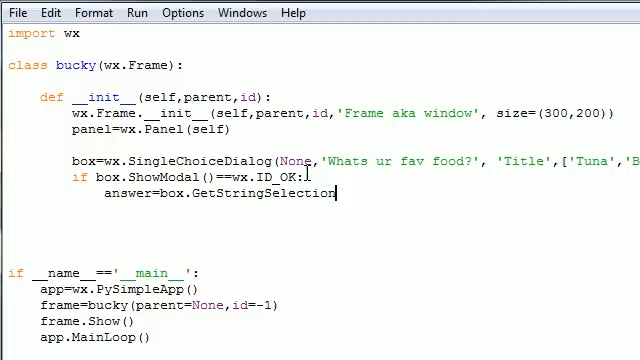 File Edit Format Run Options Windows Help
import wx
class bucky(wx.Frame):
def __init__(self,parent,id):
wx.Frame.__init__(self,parent,id,'Frame aka window', size=(300,200))
panel=wx.Panel(self)
box=wx.SingleChoiceDialog(None,'Whats ur fav food?', 'Title',['Tuna','B
if box.ShowModal()==wx.ID_OK:
answer=box.GetStringSelection
if __name__=='__main__':
app=wx.PySimpleApp()
frame=bucky(parent=None,id=-1)
frame.Show()
app.MainLoop()